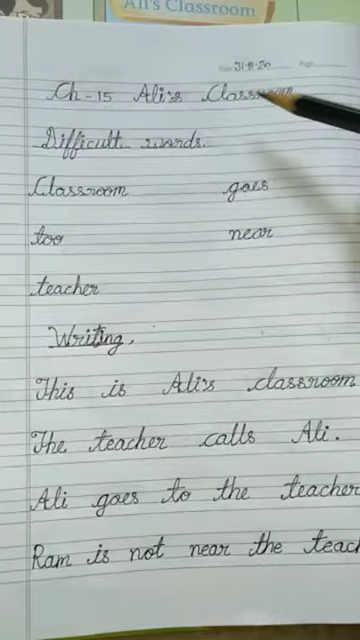 Ali's Classroom
31-8-20
Ch-15 Ali's Classroom
Difficult words.
Classroom goes
too near
teacher
Writing.
This is Ali's classroom
The teacher calls Ali.
Ali goes to the teacher
Ram is not near the teac